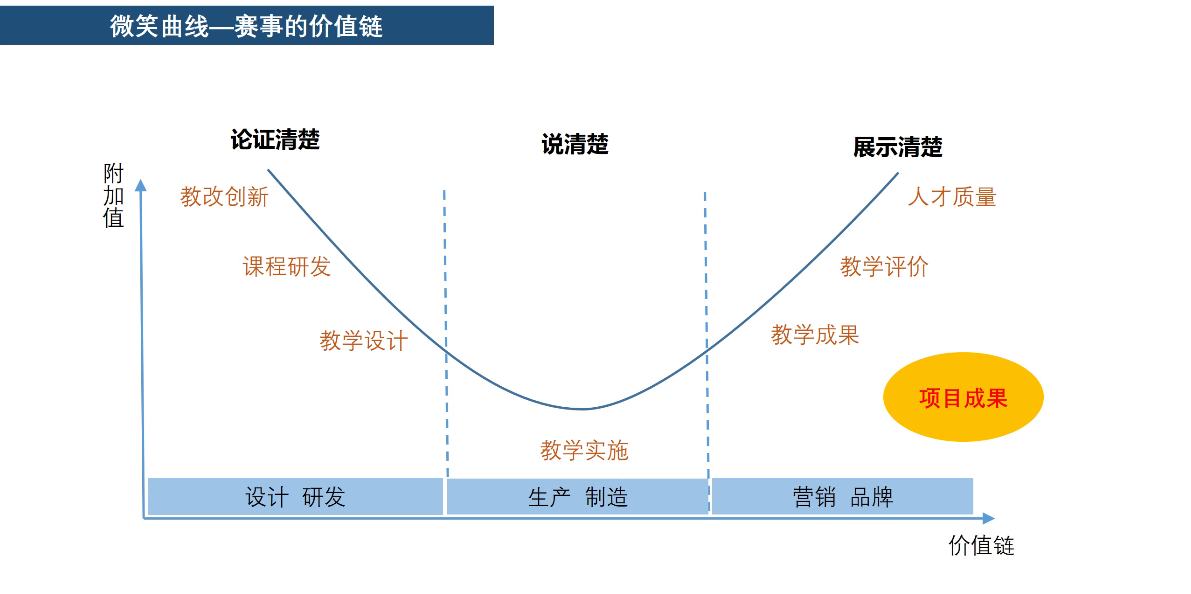 微笑曲线—赛事的价值链
论证清楚
说清楚
展示清楚
附加值
教改创新
人才质量
课程研发
教学评价
教学设计
教学成果
项目成果
教学实施
设计 研发
生产 制造
营销 品牌
价值链